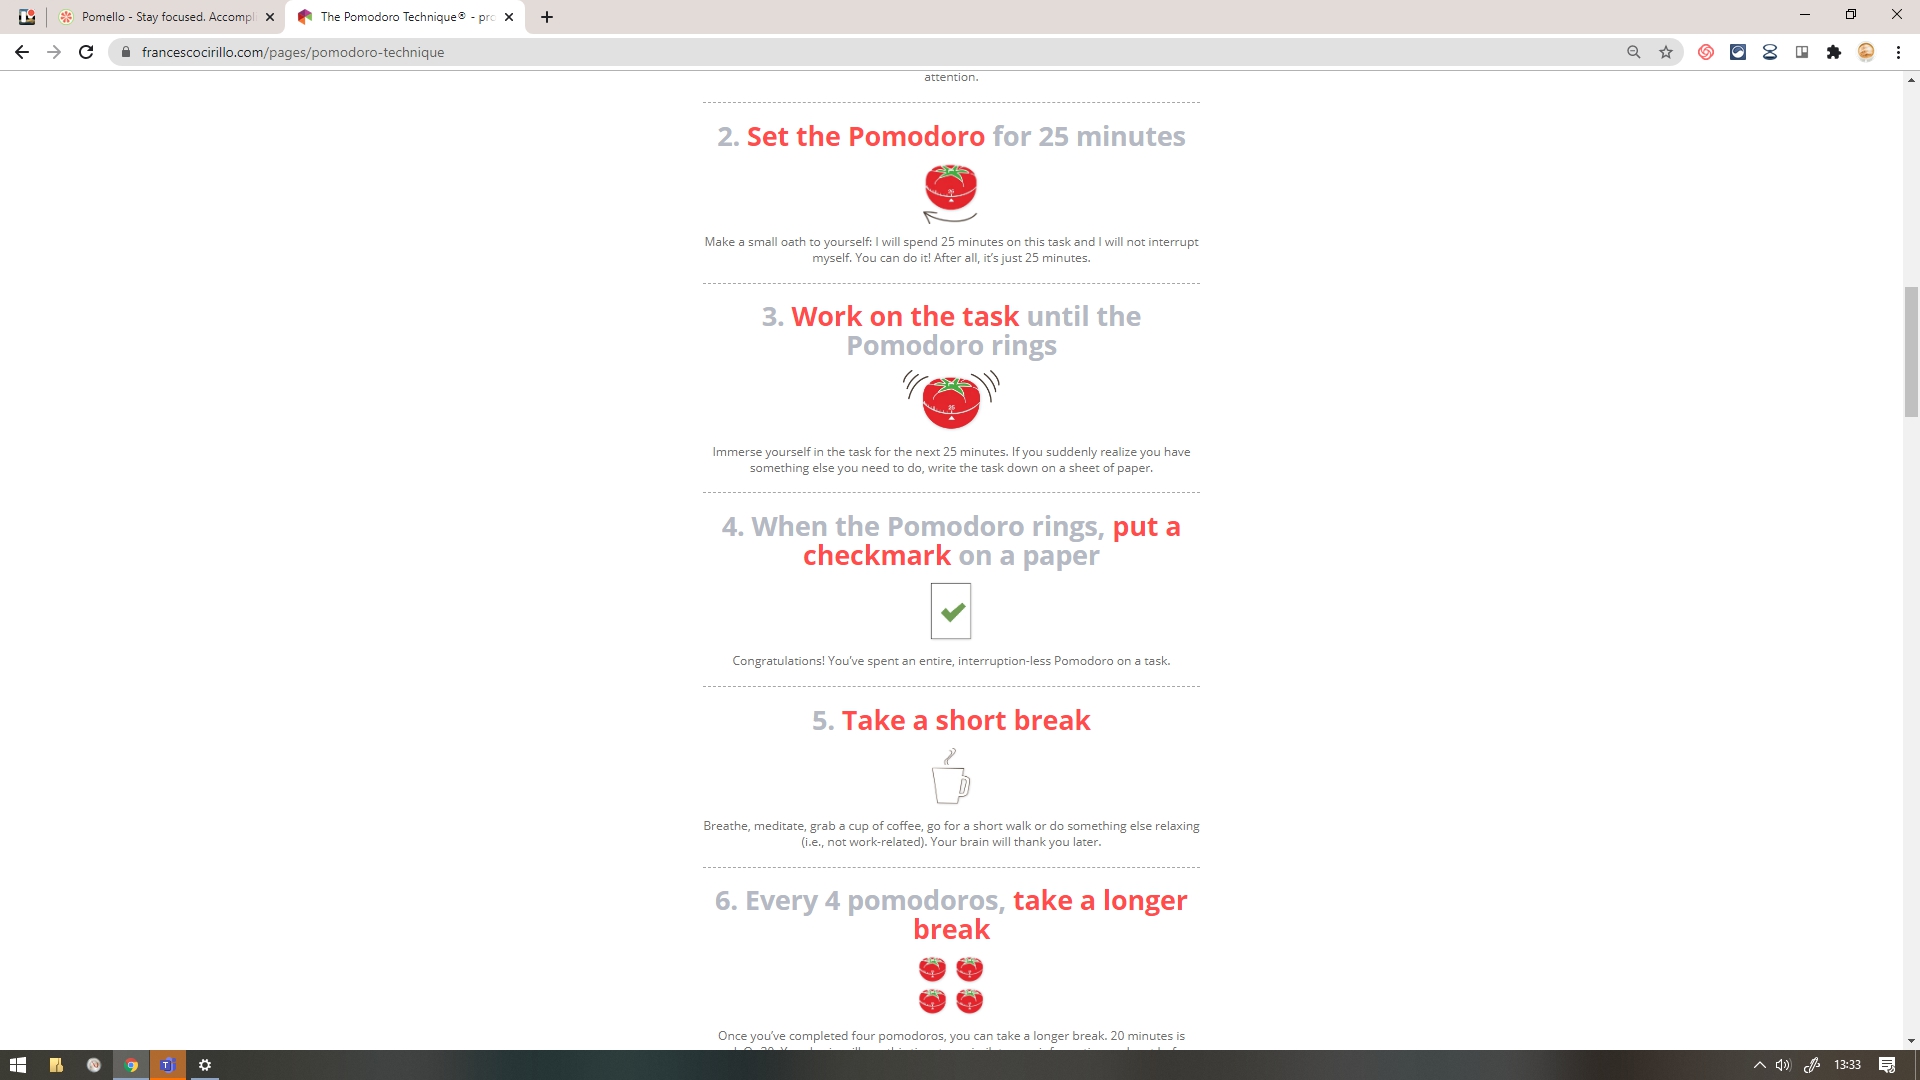 Pomello - Stay focused. Accompl
The Pomodoro Technique® - pro
francescocirillo.com/pages/pomodoro-technique
attention.
2. Set the Pomodoro for 25 minutes
Make a small oath to yourself: I will spend 25 minutes on this task and I will not interrupt
myself. You can do it! After all, it's just 25 minutes.
3. Work on the task until the
Pomodoro rings
25
Immerse yourself in the task for the next 25 minutes. If you suddenly realize you have
something else you need to do, write the task down on a sheet of paper.
4. When the Pomodoro rings, put a
checkmark on a paper
Congratulations! You've spent an entire, interruption-less Pomodoro on a task.
5. Take a short break
Breathe, meditate, grab a cup of coffee, go for a short walk or do something else relaxing
(i.e., not work-related). Your brain will thank you later.
6. Every 4 pomodoros, take a longer
break
Once you've completed four pomodoros, you can take a longer break. 20 minutes is
13:33